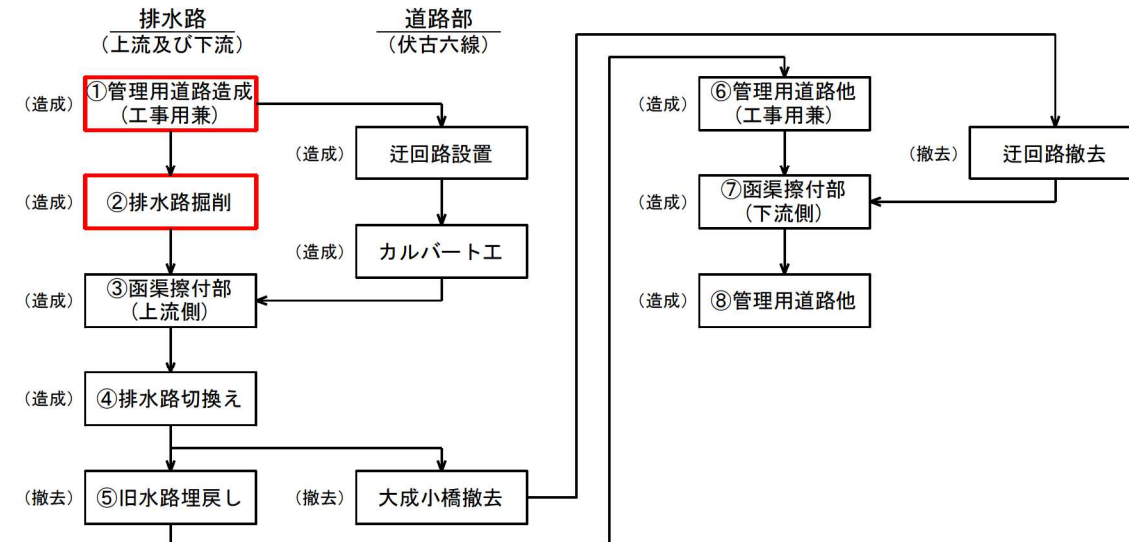 排水路
(上流及び下流)
道路部
(伏古六線)
(造成)
①管理用道路造成
(工事用兼)
(造成)
迂回路設置
(造成)
②排水路掘削
(造成)
カルバート工
(造成)
③函渠擦付部
(上流側)
(造成)
④排水路切換え
(撤去)
⑤旧水路埋戻し
(撤去)
大成小橋撤去
(造成)
⑥管理用道路他
(工事用兼)
(撤去)
迂回路撤去
(造成)
⑦函渠擦付部
(下流側)
(造成)
⑧管理用道路他